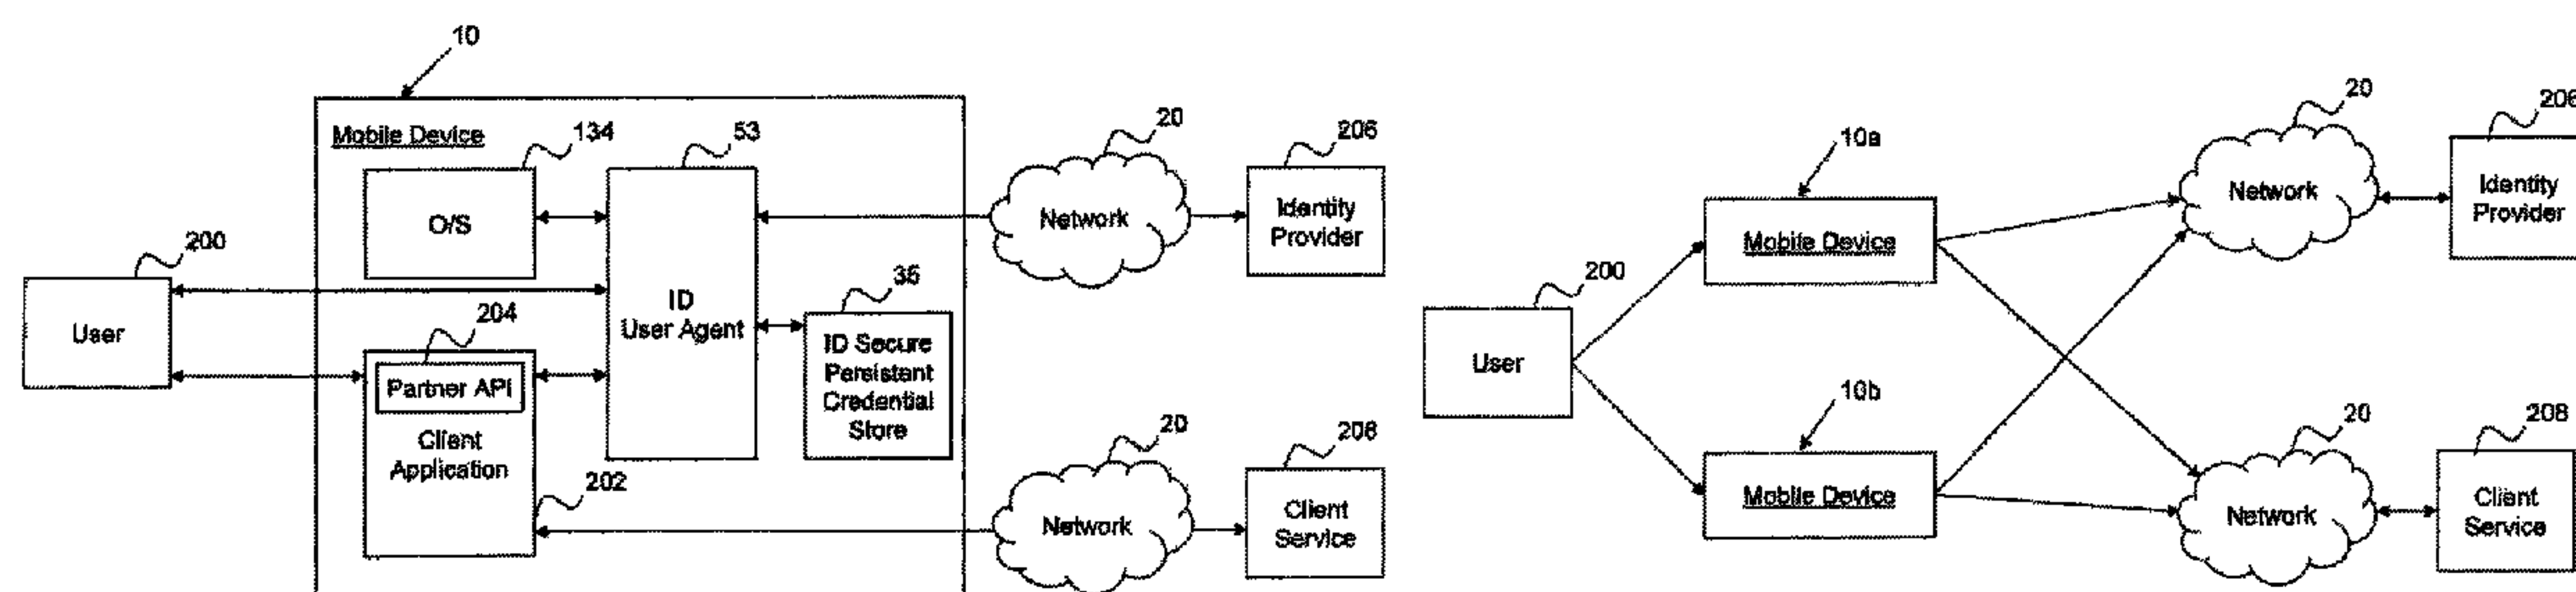 10
Mobile Device
134
53
20
206
O/S
Network
Identity
Provider
200
User
ID
User Agent
35
204
Partner API
Client
Application
ID Secure
Persistent
Credential
Store
202
20
208
Network
Client
Service
20
206
10a
Network
Identity
Provider
Mobile Device
200
User
10b
Mobile Device
20
208
Network
Client
Service